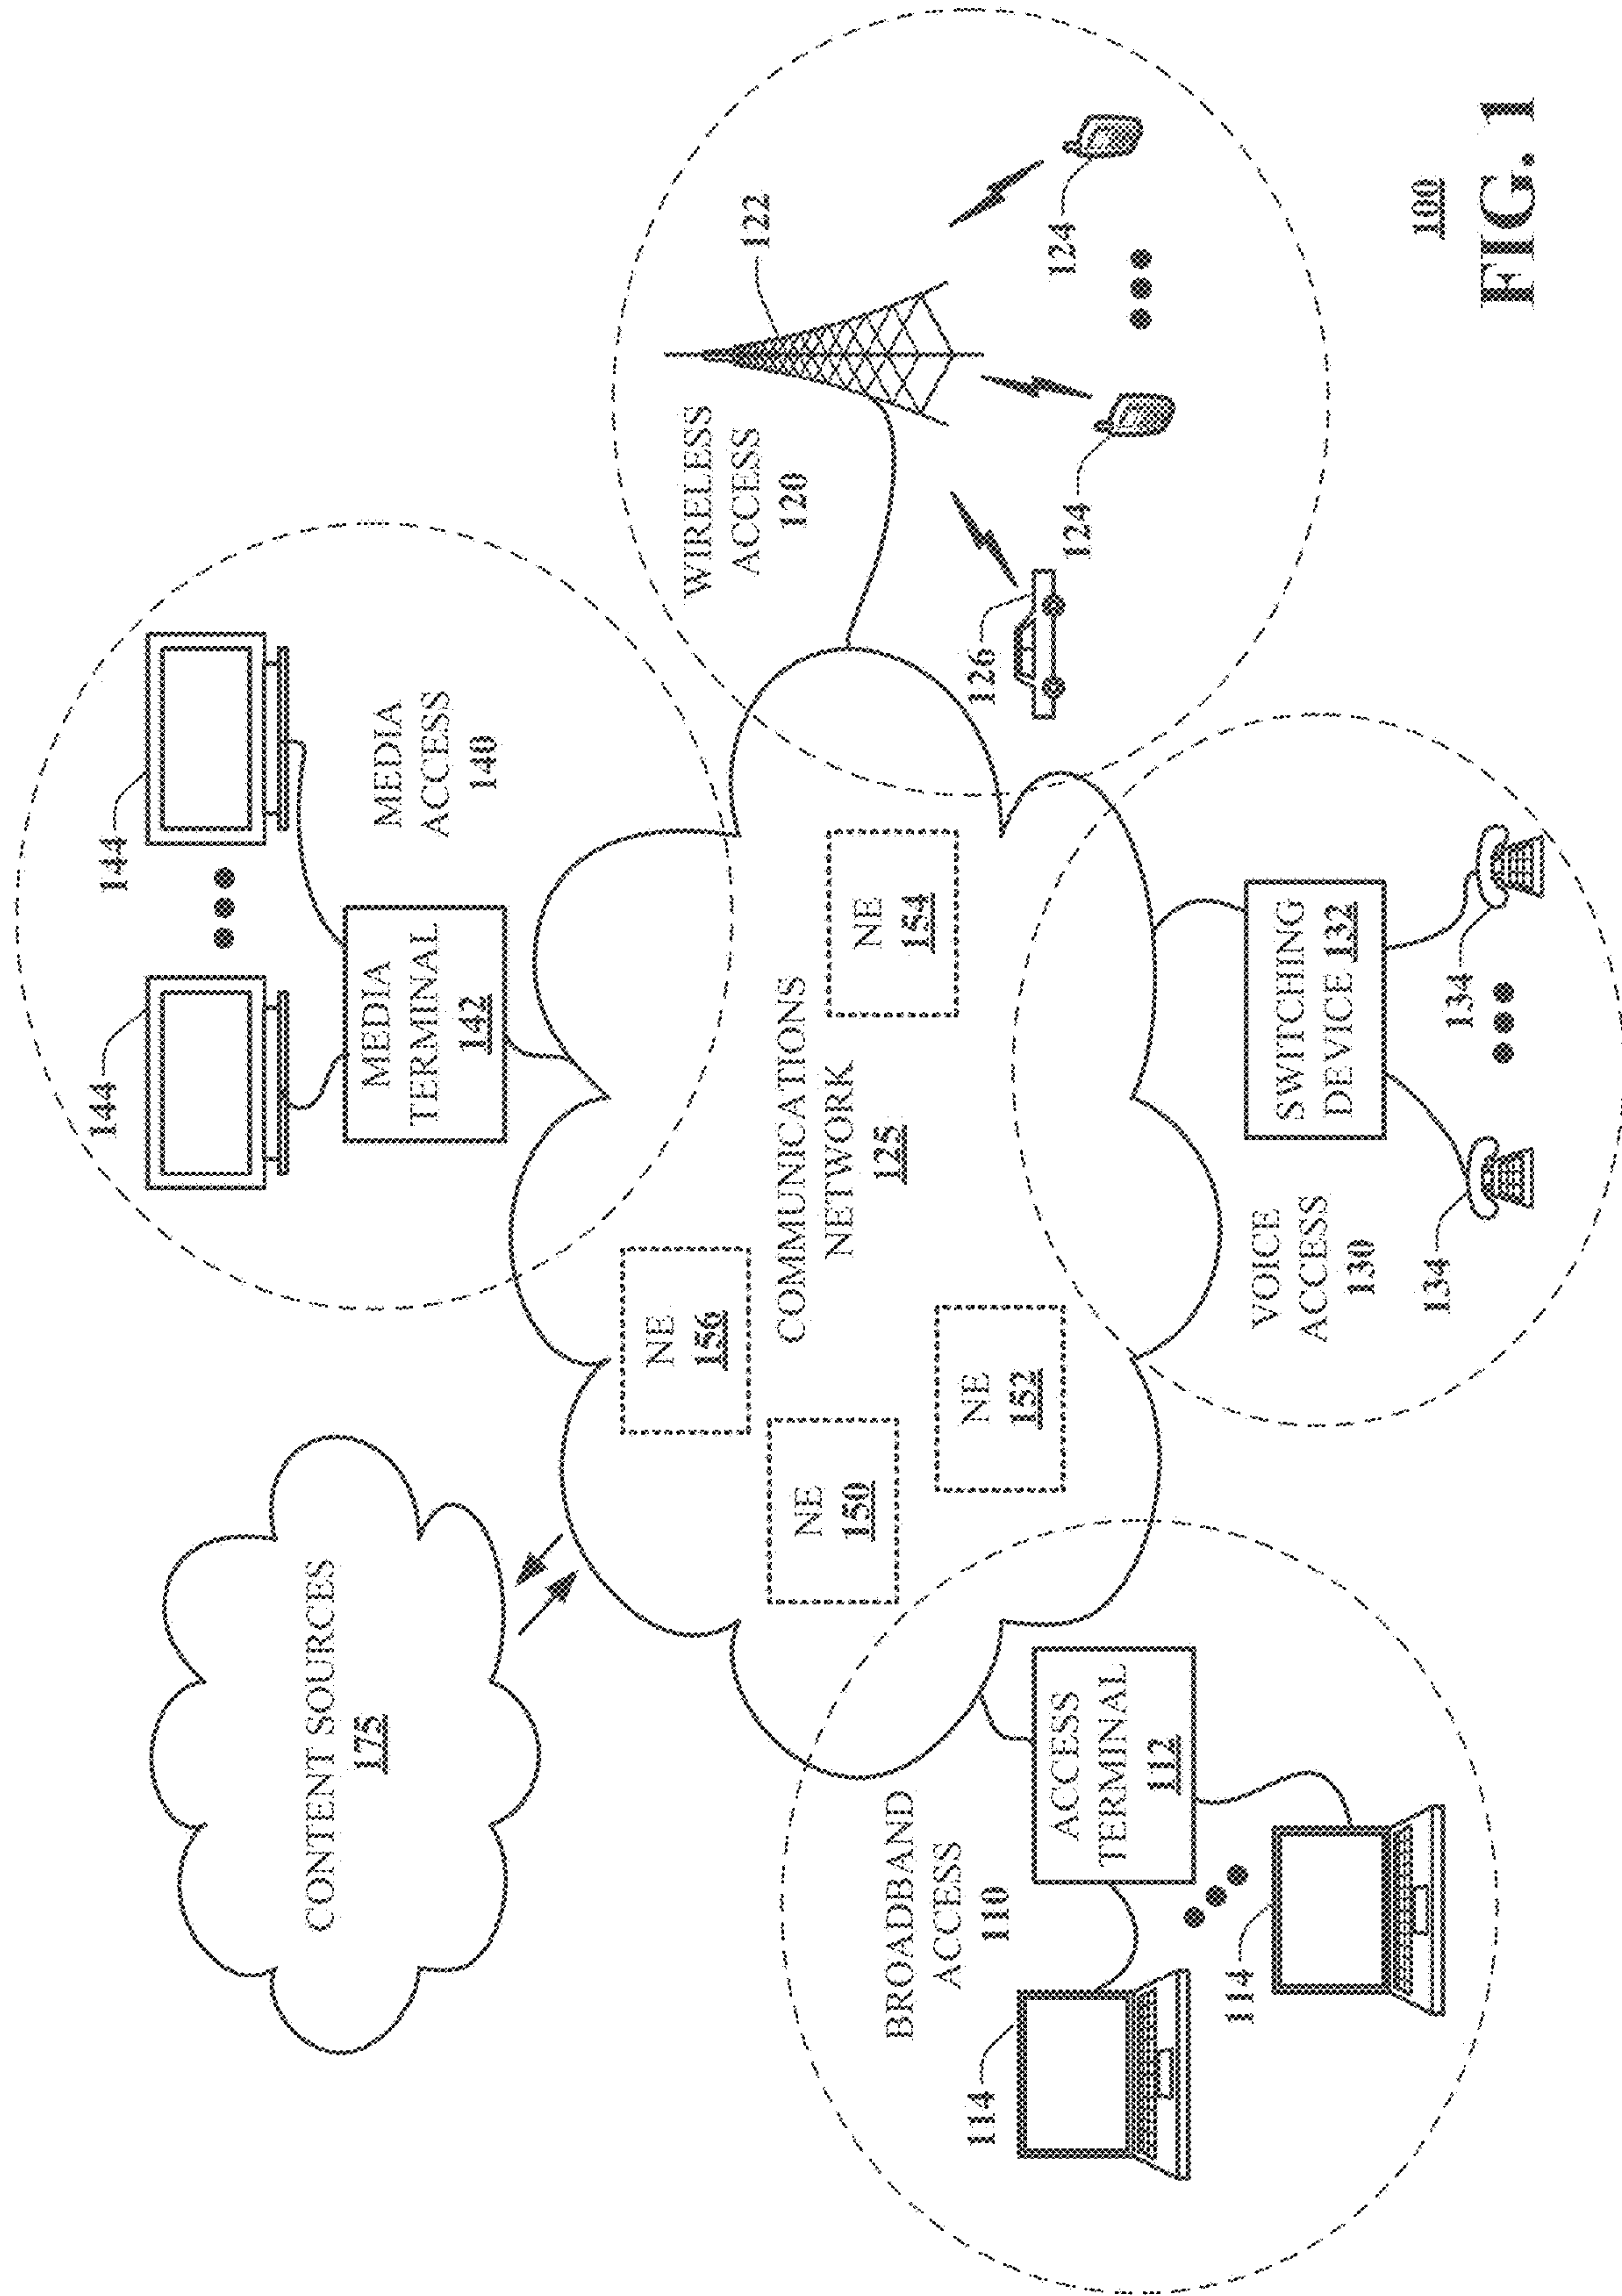 CONTENT SOURCES
175
144
144
MEDIA
TERMINAL
142
MEDIA
ACCESS
140
NE
156
NE
150
COMMUNICATIONS
NETWORK
125
NE
154
NE
152
WIRELESS
ACCESS
120
122
126
124
124
BROADBAND
ACCESS
110
ACCESS
TERMINAL
112
114
114
VOICE
ACCESS
130
SWITCHING
DEVICE 132
134
134
100
FIG. 1